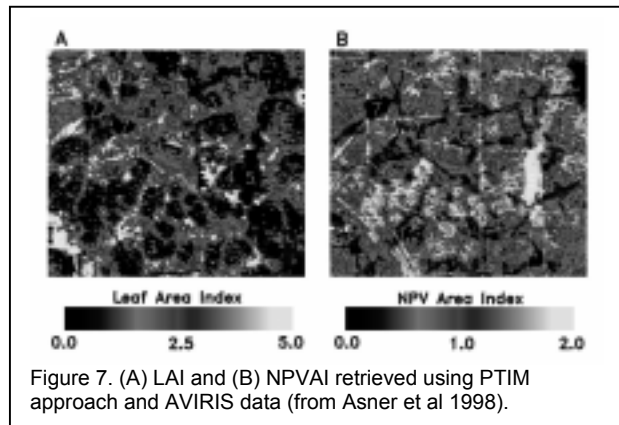 A B
Leaf Area Index NPV Area Index
0.0 2.5 5.0 0.0 1.0 2.0
Figure 7. (A) LAI and (B) NPVAI retrieved using PTIM
approach and AVIRIS data (from Asner et al 1998).